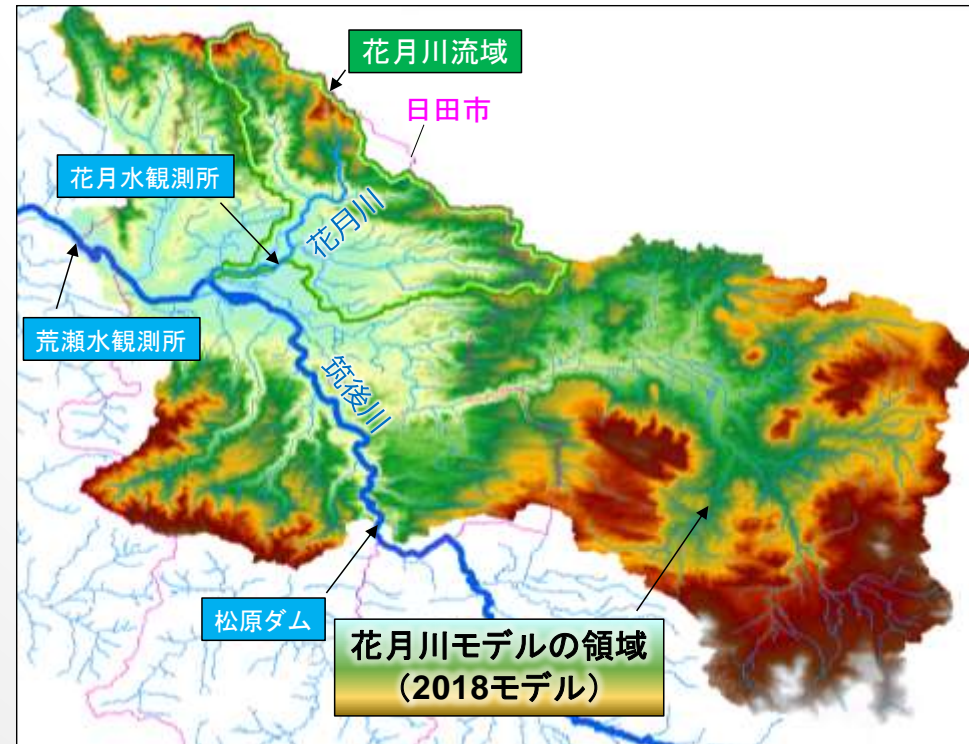 花月川流域
日田市
花月水観測所
花月川
荒瀬水観測所
筑後川
松原ダム
花月川モデルの領域
（2018モデル）